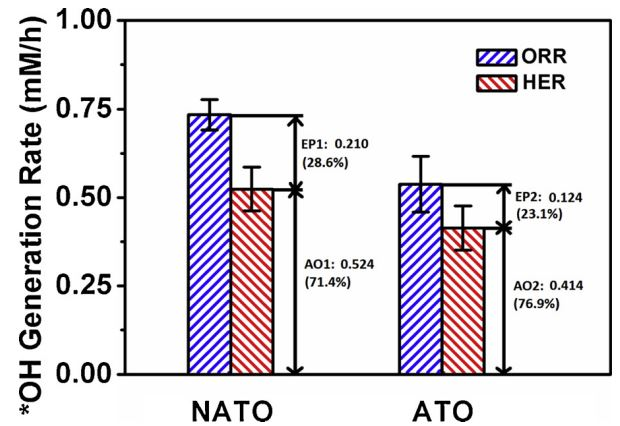 *OH Generation Rate (mM/h)
1.00
0.75
0.50
0.25
0.00
ORR
HER
EP1: 0.210
(28.6%)
AO1: 0.524
(71.4%)
EP2: 0.124
(23.1%)
AO2: 0.414
(76.9%)
NATO
ATO